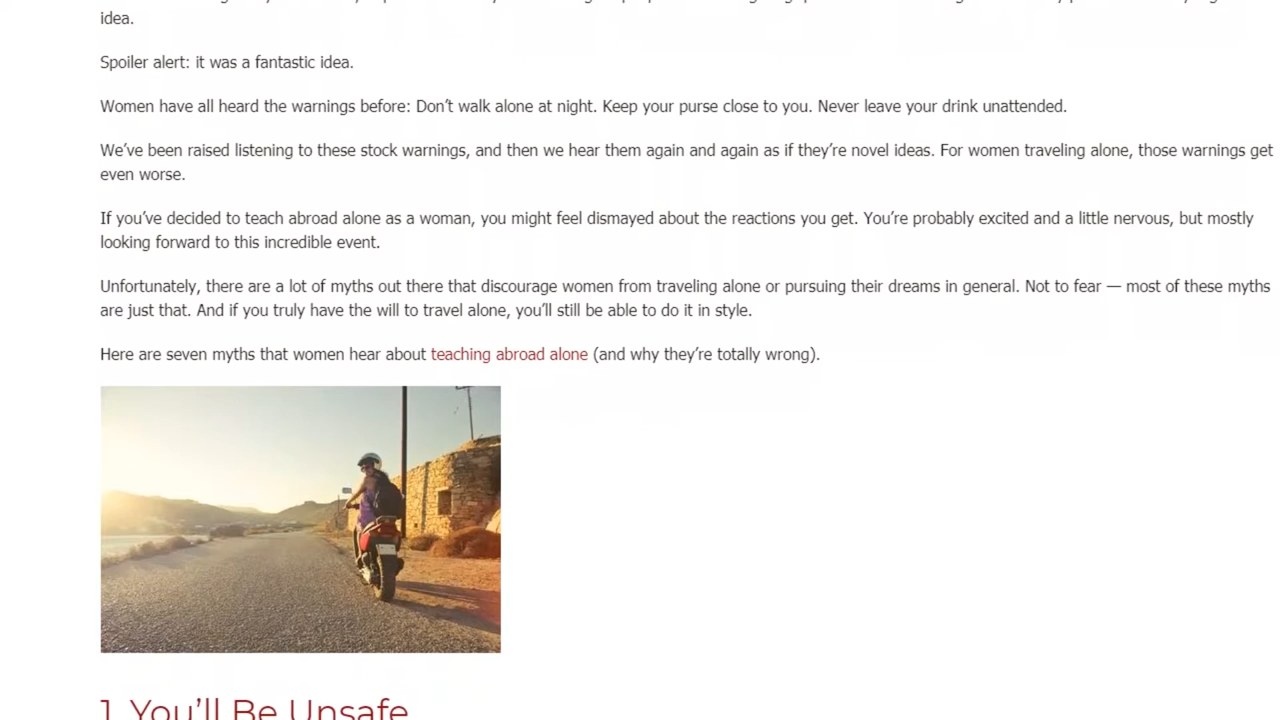 idea.
Spoiler alert: it was a fantastic idea.
Women have all heard the warnings before: Don’t walk alone at night. Keep your purse close to you. Never leave your drink unattended.
We’ve been raised listening to these stock warnings, and then we hear them again and again as if they’re novel ideas. For women traveling alone, those warnings get
even worse.
If you’ve decided to teach abroad alone as a woman, you might feel dismayed about the reactions you get. You’re probably excited and a little nervous, but mostly
looking forward to this incredible event.
Unfortunately, there are a lot of myths out there that discourage women from traveling alone or pursuing their dreams in general. Not to fear — most of these myths
are just that. And if you truly have the will to travel alone, you’ll still be able to do it in style.
Here are seven myths that women hear about teaching abroad alone (and why they’re totally wrong).
1. You’ll Be Unsafe